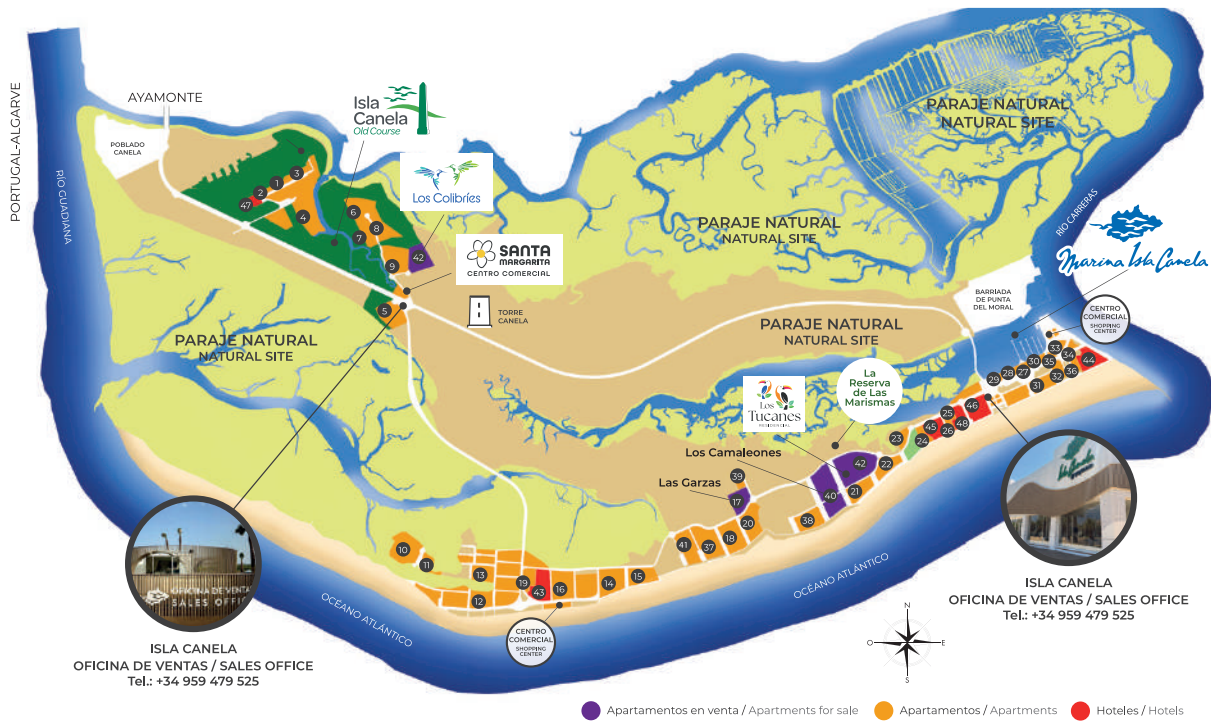 PORTUGAL-ALGARVE
RÍO GUADIANA
AYAMONTE
POBLADO
CANELA
Isla
Canela
Old Course
Los Colibríes
SANTA
MARGARITA
CENTRO COMERCIAL
TORRE
CANELA
PARAJE NATURAL
NATURAL SITE
PARAJE NATURAL
NATURAL SITE
PARAJE NATURAL
NATURAL SITE
PARAJE NATURAL
NATURAL SITE
RÍO CARRERAS
Marina Isla Canela
BARRIADA
DE PUNTA
DEL MORAL
CENTRO
COMERCIAL
SHOPPING
CENTER
La
Reserva
de Las
Marismas
Los
Tucanes
RESIDENCIAL
Los Camaleones
Las Garzas
1
2
3
47
4
6
7
8
42
9
5
10
11
13
12
19
43
16
14
15
41
37
18
20
17
39
38
40
42
21
22
23
24
45
25
26
48
46
29
28
27
30
35
33
34
44
36
32
31
CENTRO
COMERCIAL
SHOPPING
CENTER
OCÉANO ATLÁNTICO
OCÉANO ATLÁNTICO
OFICINA DE VENTA
SALES OFFIC
ISLA CANELA
OFICINA DE VENTAS / SALES OFFICE
Tel.: +34 959 479 525
Isla Canela
ISLA CANELA
OFICINA DE VENTAS / SALES OFFICE
Tel.: +34 959 479 525
N
O
E
S
Apartamentos en venta / Apartments for sale
Apartamentos / Apartments
Hoteles / Hotels